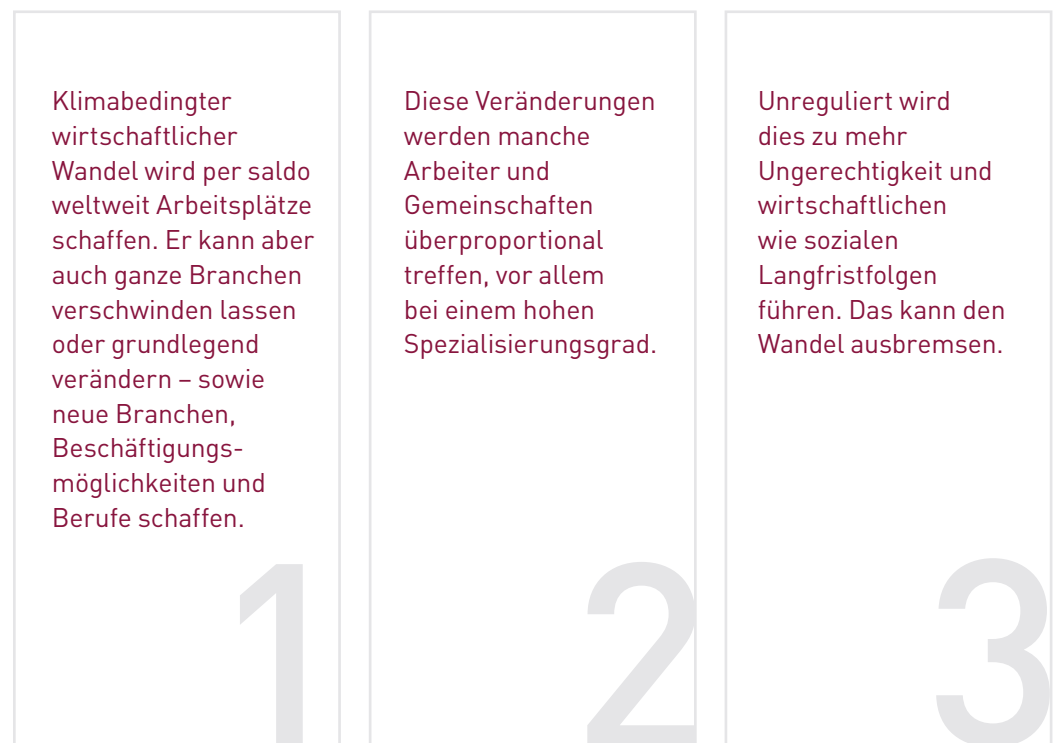 Klimabedingter
wirtschaftlicher
Wandel wird per saldo
weltweit Arbeitsplätze
schaffen. Er kann aber
auch ganze Branchen
verschwinden lassen
oder grundlegend
verändern – sowie
neue Branchen,
Beschäftigungs-
möglichkeiten und
Berufe schaffen.
1
Diese Veränderungen
werden manche
Arbeiter und
Gemeinschaften
überproportional
treffen, vor allem
bei einem hohen
Spezialisierungsgrad.
2
Unreguliert wird
dies zu mehr
Ungerechtigkeit und
wirtschaftlichen
wie sozialen
Langfristfolgen
führen. Das kann den
Wandel ausbremsen.
3